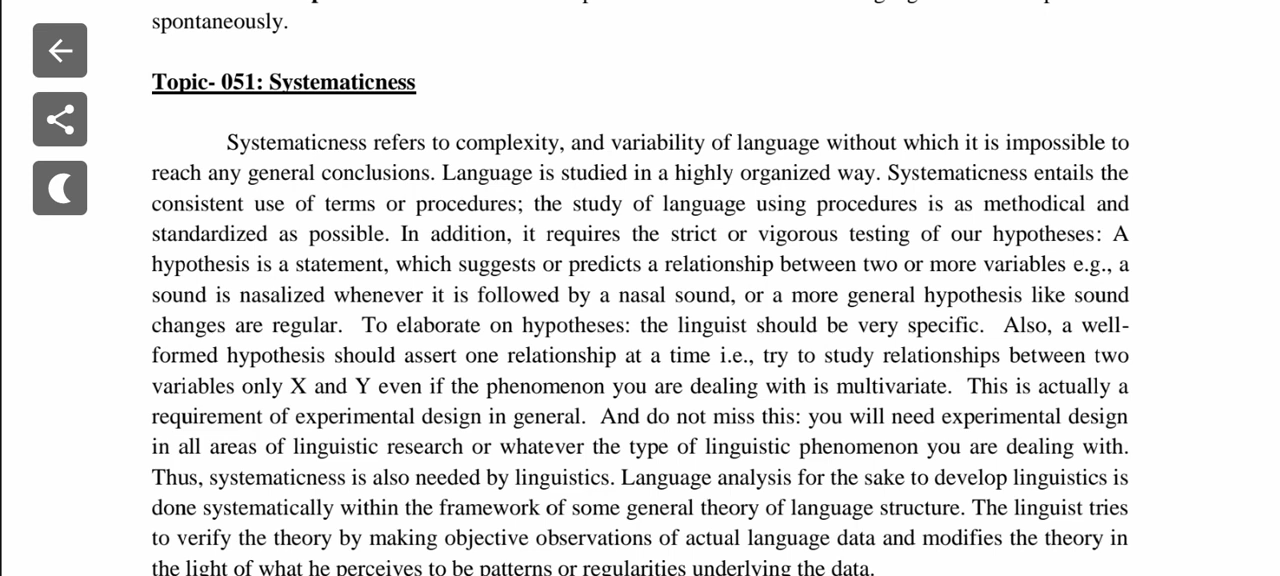 spontaneously.
Topic- 051: Systematicness
Systematicness refers to complexity, and variability of language without which it is impossible to
reach any general conclusions. Language is studied in a highly organized way. Systematicness entails the
consistent use of terms or procedures; the study of language using procedures is as methodical and
standardized as possible. In addition, it requires the strict or vigorous testing of our hypotheses: A
hypothesis is a statement, which suggests or predicts a relationship between two or more variables e.g., a
sound is nasalized whenever it is followed by a nasal sound, or a more general hypothesis like sound
changes are regular. To elaborate on hypotheses: the linguist should be very specific. Also, a well-
formed hypothesis should assert one relationship at a time i.e., try to study relationships between two
variables only X and Y even if the phenomenon you are dealing with is multivariate. This is actually a
requirement of experimental design in general. And do not miss this: you will need experimental design
in all areas of linguistic research or whatever the type of linguistic phenomenon you are dealing with.
Thus, systematicness is also needed by linguistics. Language analysis for the sake to develop linguistics is
done systematically within the framework of some general theory of language structure. The linguist tries
to verify the theory by making objective observations of actual language data and modifies the theory in
the light of what he perceives to be patterns or regularities underlying the data.